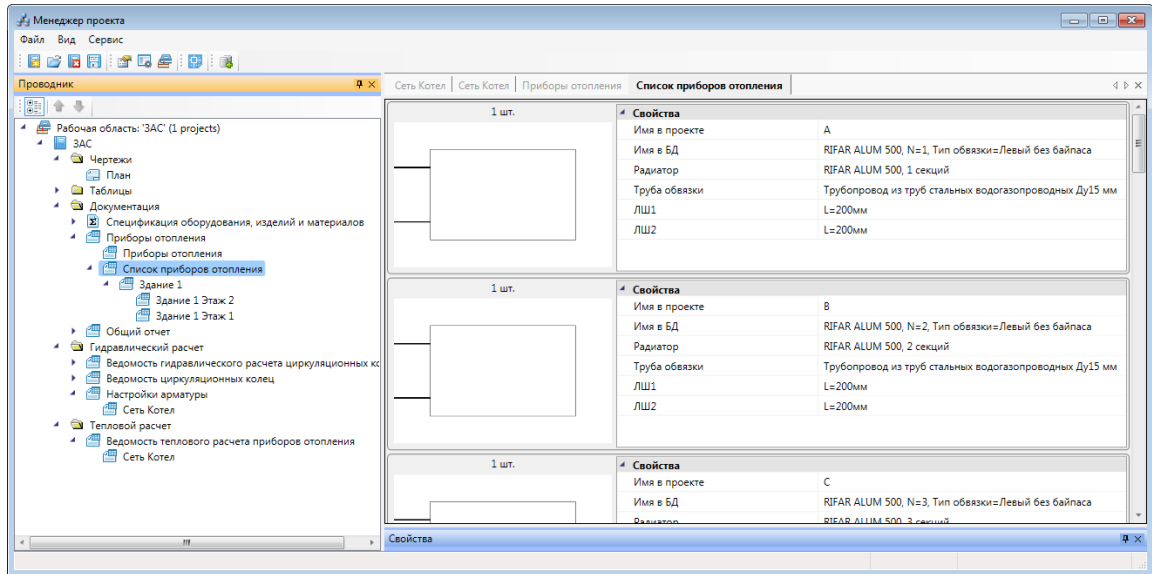 Менеджер проекта
Файл Вид Сервис
Проводник
Рабочая область: 'ЗАС' (1 projects)
ЗАС
Чертежи
План
Таблицы
Документация
Спецификация оборудования, изделий и материалов
Приборы отопления
Приборы отопления
Список приборов отопления
Здание 1
Здание 1 Этаж 2
Здание 1 Этаж 1
Общий отчет
Гидравлический расчет
Ведомость гидравлического расчета циркуляционных кс
Ведомость циркуляционных колец
Настройки арматуры
Сеть Котел
Тепловой расчет
Ведомость теплового расчета приборов отопления
Сеть Котел
Сеть Котел Сеть Котел Приборы отопления Список приборов отопления
1 шт.
Свойства
Имя в проекте A
Имя в БД RIFAR ALUM 500, N=1, Тип обвязки=Левый без байпаса
Радиатор RIFAR ALUM 500, 1 секций
Труба обвязки Трубопровод из труб стальных водогазопроводных Ду15 мм
ЛШ1 L=200мм
ЛШ2 L=200мм
1 шт.
Свойства
Имя в проекте B
Имя в БД RIFAR ALUM 500, N=2, Тип обвязки=Левый без байпаса
Радиатор RIFAR ALUM 500, 2 секций
Труба обвязки Трубопровод из труб стальных водогазопроводных Ду15 мм
ЛШ1 L=200мм
ЛШ2 L=200мм
1 шт.
Свойства
Имя в проекте C
Имя в БД RIFAR ALUM 500, N=3, Тип обвязки=Левый без байпаса
Радиатор RIFAR ALUM 500, 3 секций
Свойства